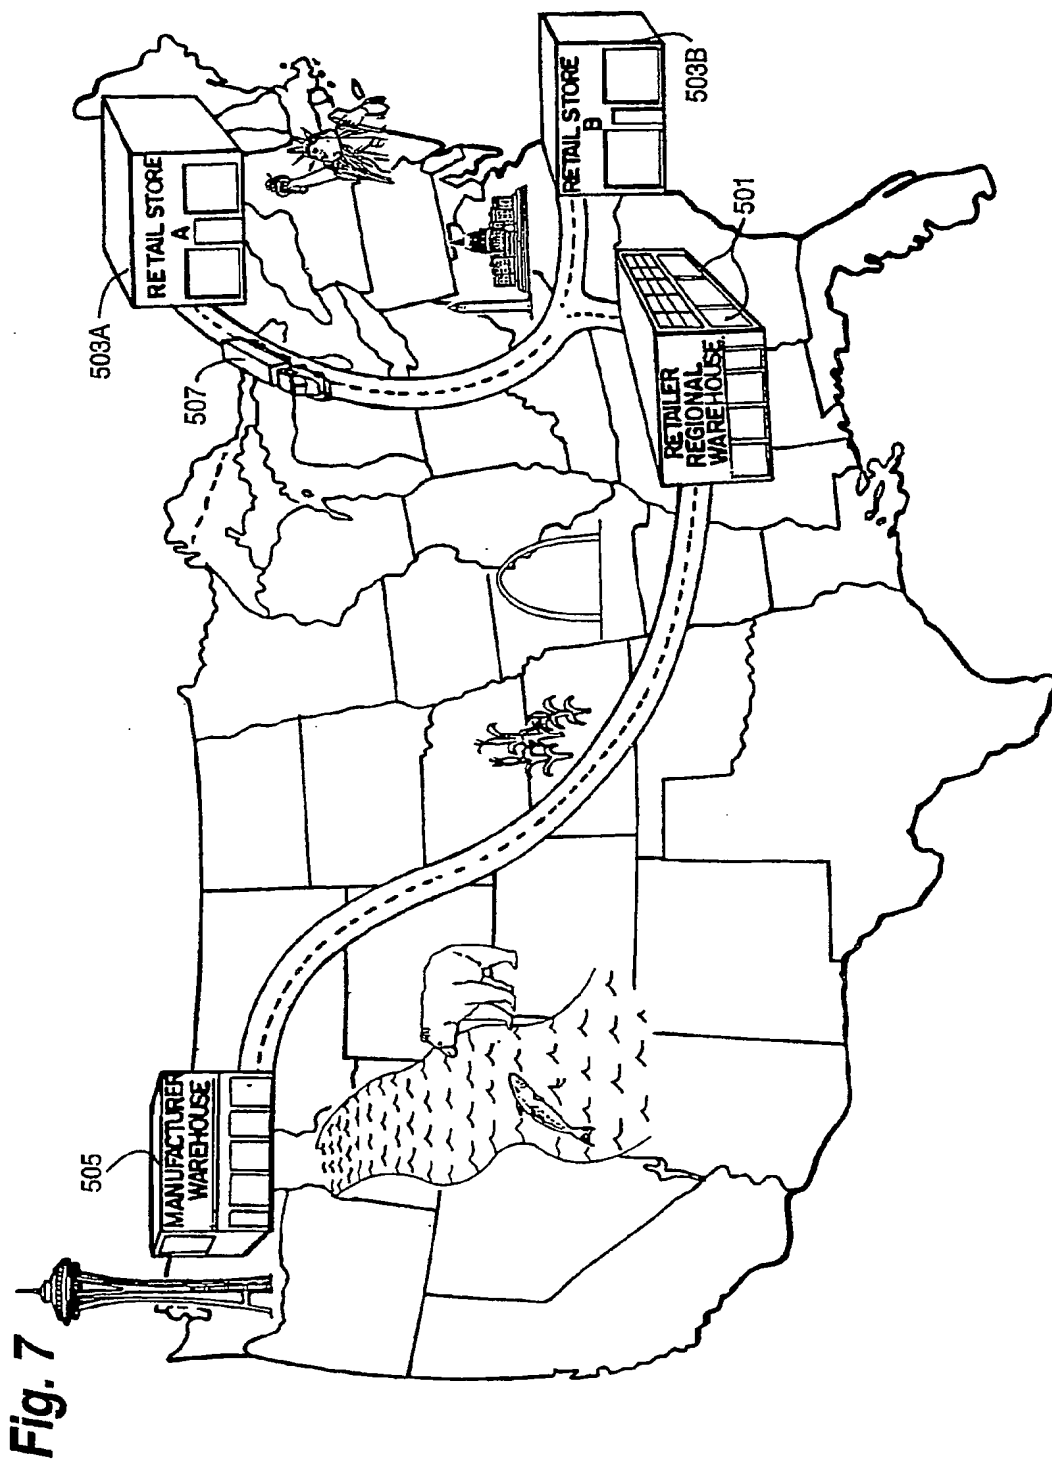 Fig. 7
505
MANUFACTURER
WAREHOUSE
507
503A
RETAIL STORE
A
RETAIL STORE
B
503B
RETAILER
REGIONAL
WAREHOUSE
501